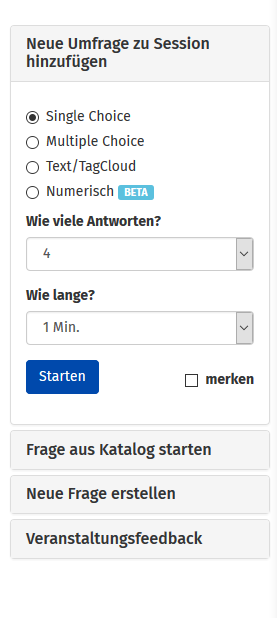 Neue Umfrage zu Session
hinzufügen
Single Choice
Multiple Choice
Text/TagCloud
Numerisch BETA
Wie viele Antworten?
4
Wie lange?
1 Min.
Starten merken
Frage aus Katalog starten
Neue Frage erstellen
Veranstaltungsfeedback